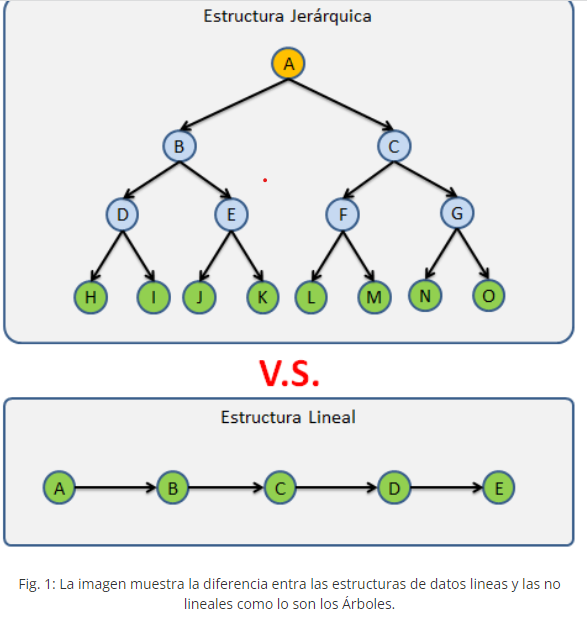 Estructura Jerárquica
A
B C
D E F G
H I J K L M N O
V.S.
Estructura Lineal
A B C D E
Fig. 1: La imagen muestra la diferencia entra las estructuras de datos lineas y las no
lineales como lo son los Árboles.